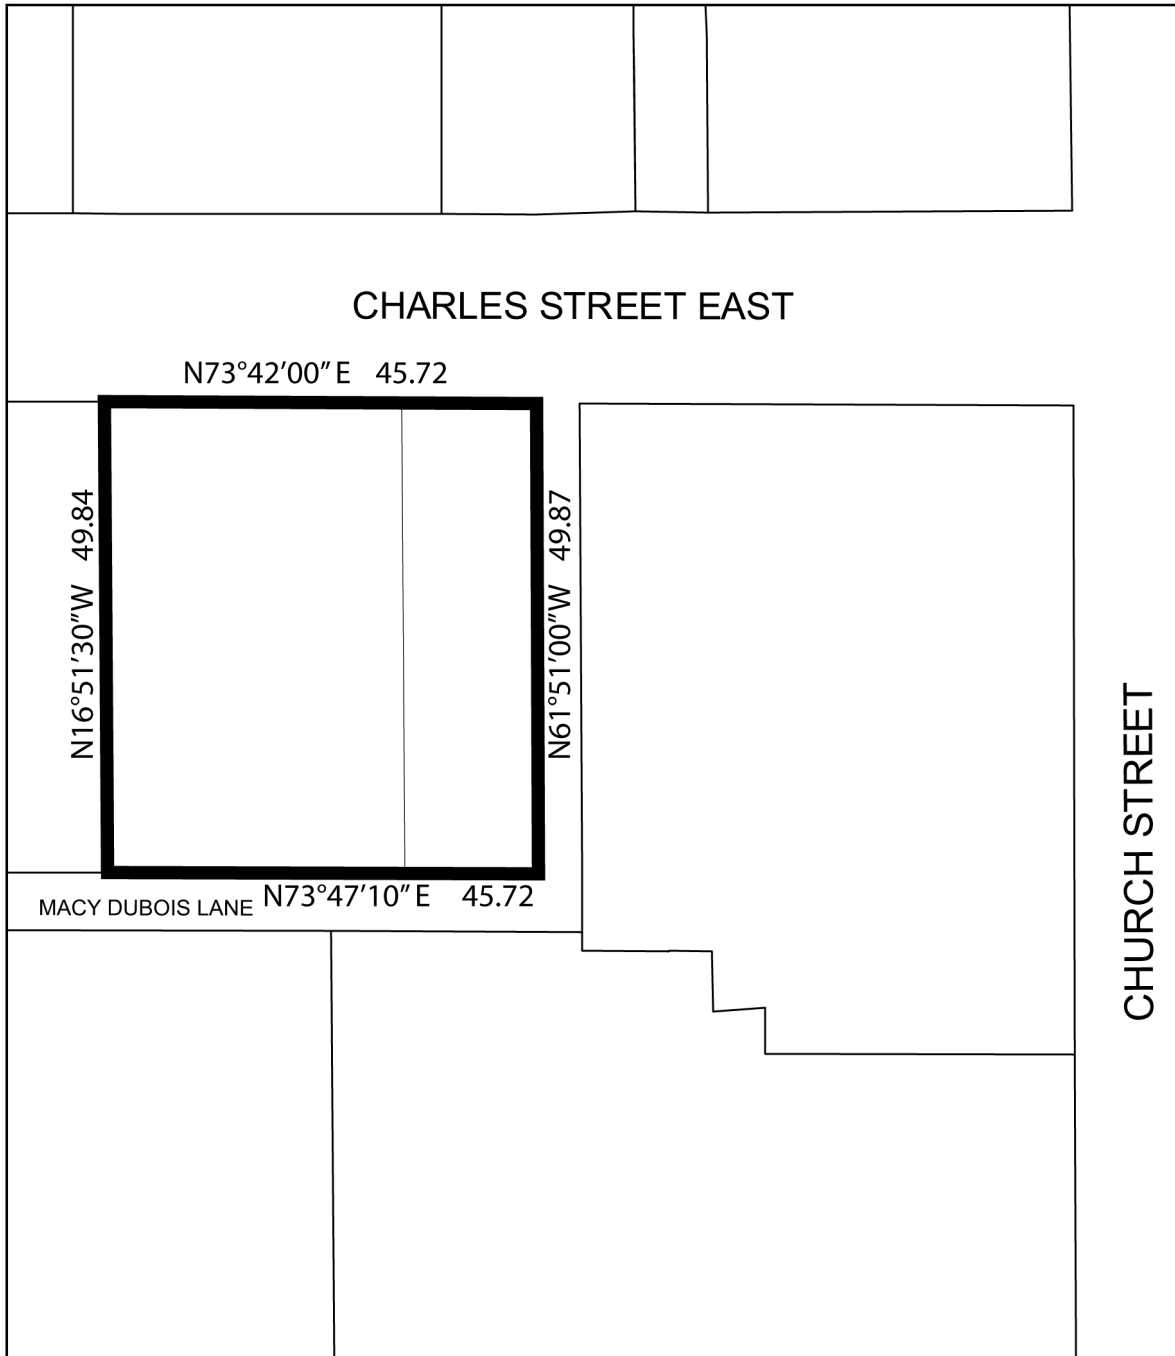 CHARLES STREET EAST
N73°42’00” E 45.72
N16°51’30”W 49.84
N61°51’00”W 49.87
MACY DUBOIS LANE
N73°47’10” E 45.72
CHURCH STREET